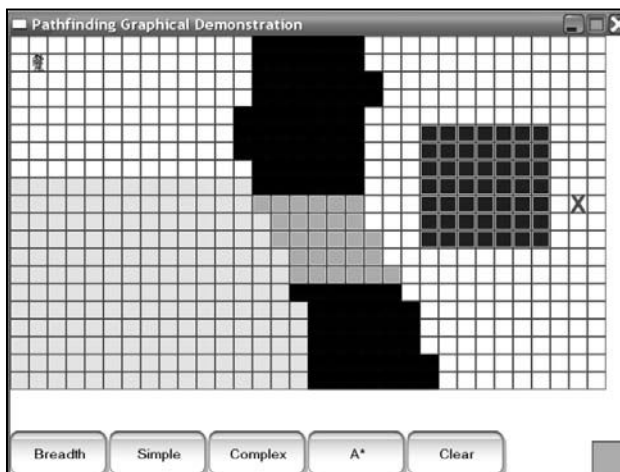 Pathfinding Graphical Demonstration
X
Breadth Simple Complex A* Clear